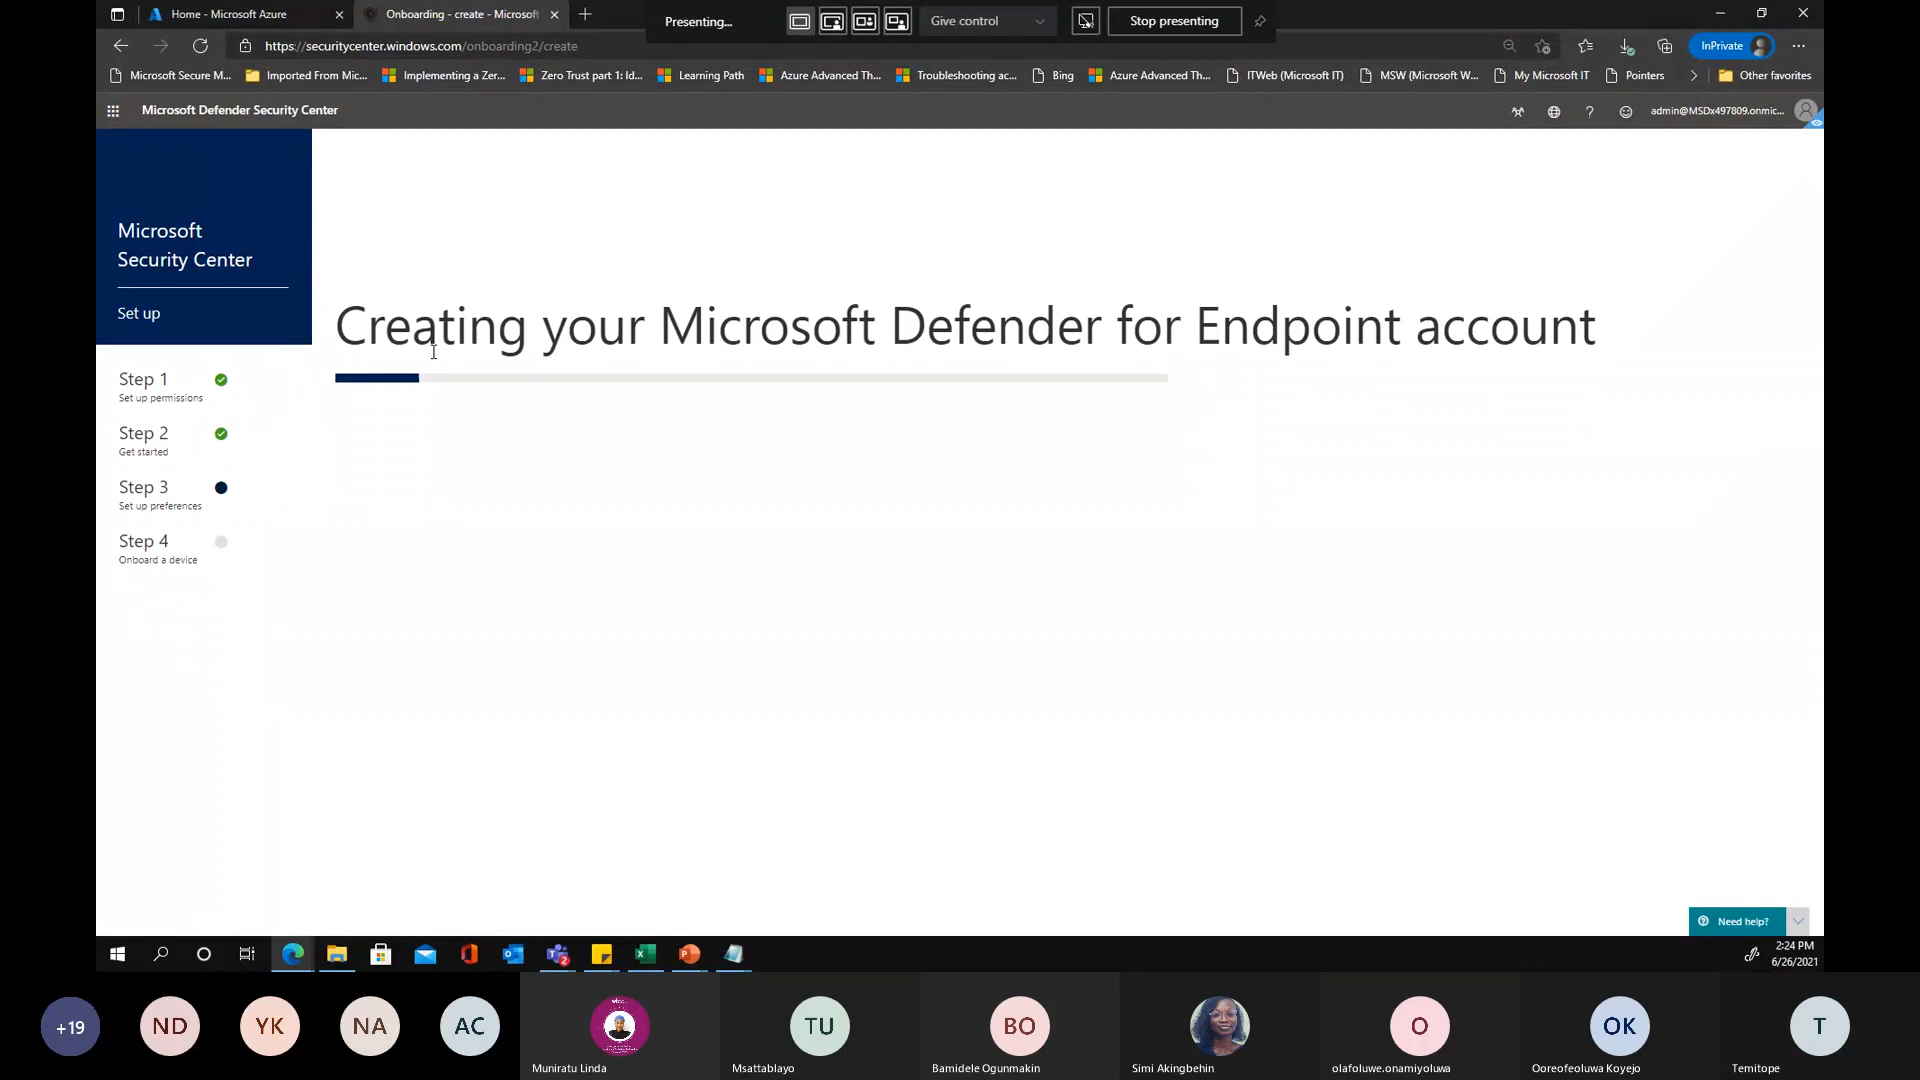 Home - Microsoft Azure
Onboarding - create - Microsoft
Presenting...
Give control
Stop presenting
https://securitycenter.windows.com/onboarding2/create
InPrivate
Microsoft Secure M...
Imported From Mic...
Implementing a Zer...
Zero Trust part 1: Id...
Learning Path
Azure Advanced Th...
Troubleshooting ac...
Bing
Azure Advanced Th...
ITWeb (Microsoft IT)
MSW (Microsoft W...
My Microsoft IT
Pointers
Other favorites
Microsoft Defender Security Center
?
admin@MSDx497809.onmic...
Microsoft
Security Center
Set up
Creating your Microsoft Defender for Endpoint account
Step 1
Set up permissions
Step 2
Get started
Step 3
Set up preferences
Step 4
Onboard a device
Need help?
2
2:24 PM
6/26/2021
+19
ND
YK
NA
AC
TU
BO
O
OK
T
Muniratu Linda
Msattablayo
Bamidele Ogunmakin
Simi Akingbehin
olafoluwe.onamiyoluwa
Ooreofeoluwa Koyejo
Temitope